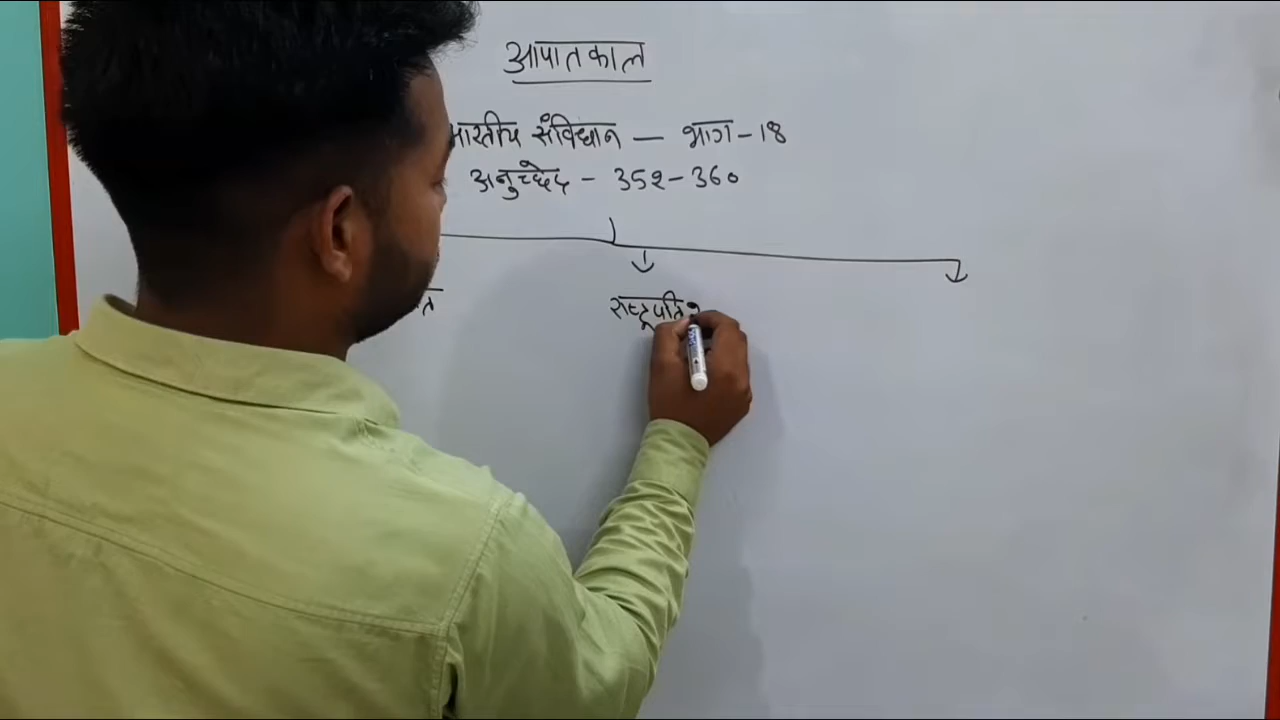 आपातकाल
भारतीय संविधान — भाग - 18
अनुच्छेद - 352-360
राष्ट्रपति